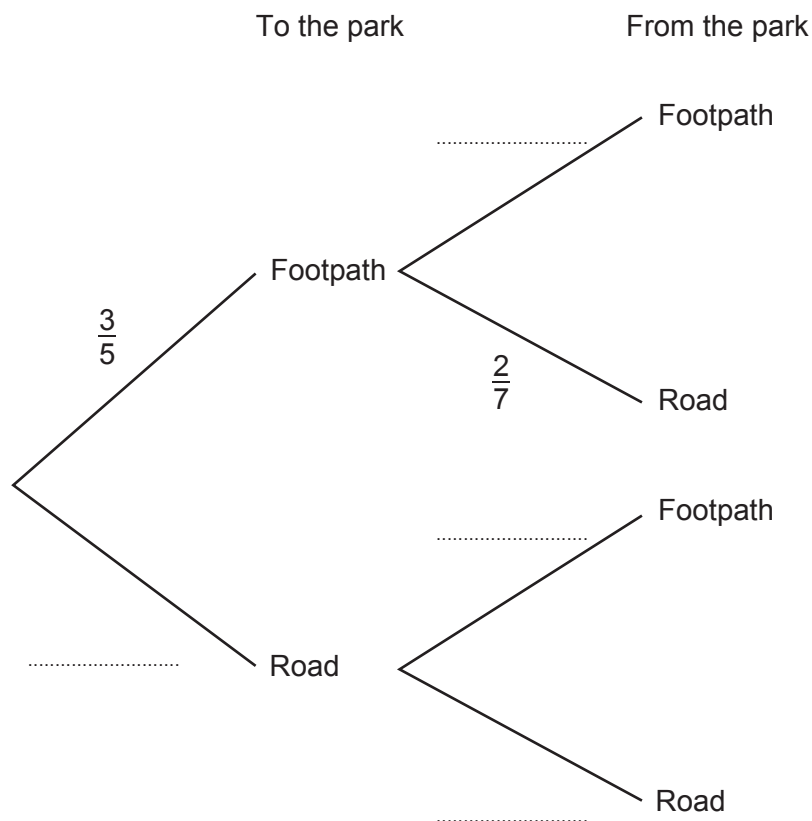 To the park From the park
Footpath
Footpath
3/5
2/7
Road
Footpath
Road
Road